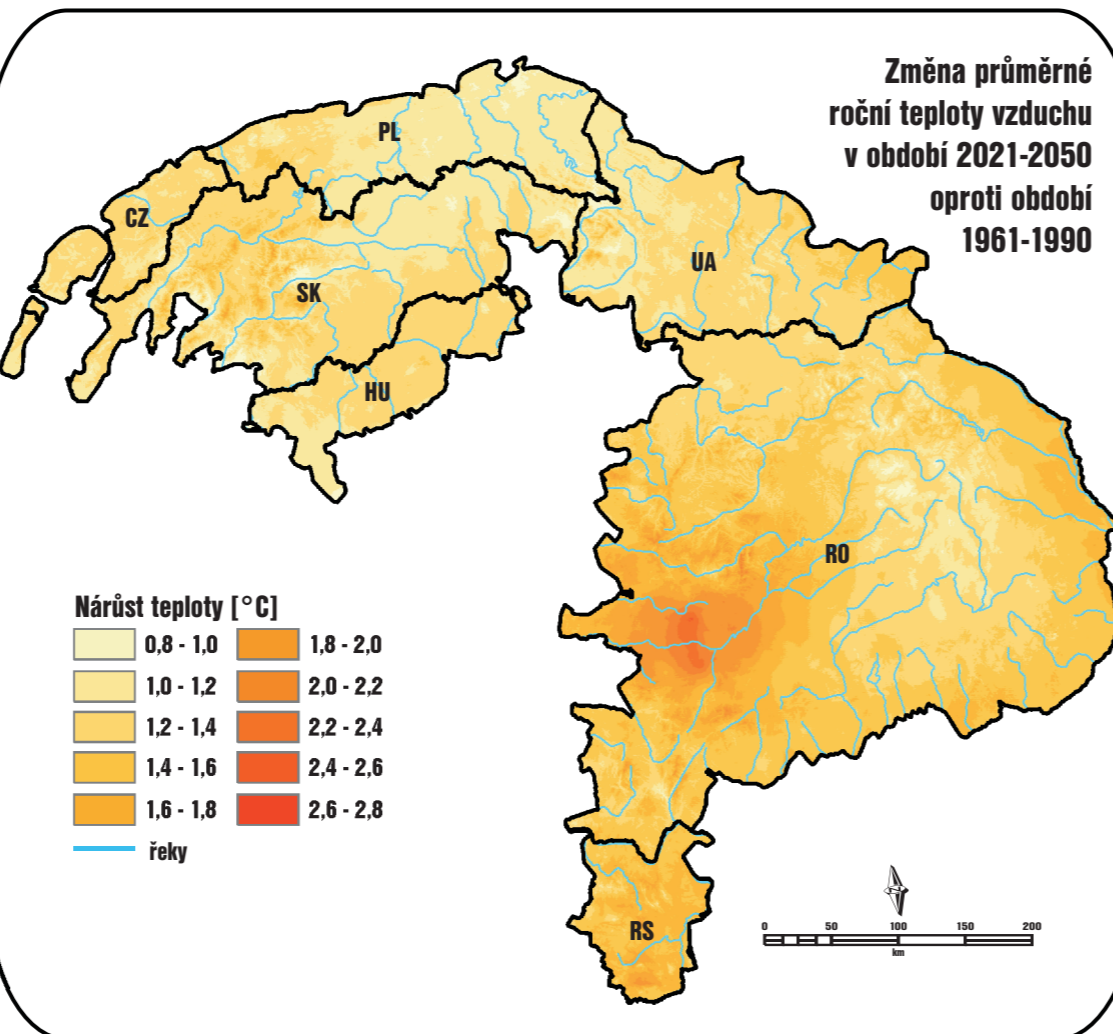 Změna průměrné
roční teploty vzduchu
v období 2021-2050
oproti období
1961-1990
PL
CZ
UA
SK
HU
RO
RS
Nárůst teploty [°C]
0,8 - 1,0
1,0 - 1,2
1,2 - 1,4
1,4 - 1,6
1,6 - 1,8
1,8 - 2,0
2,0 - 2,2
2,2 - 2,4
2,4 - 2,6
2,6 - 2,8
řeky
0 50 100 150 200
km